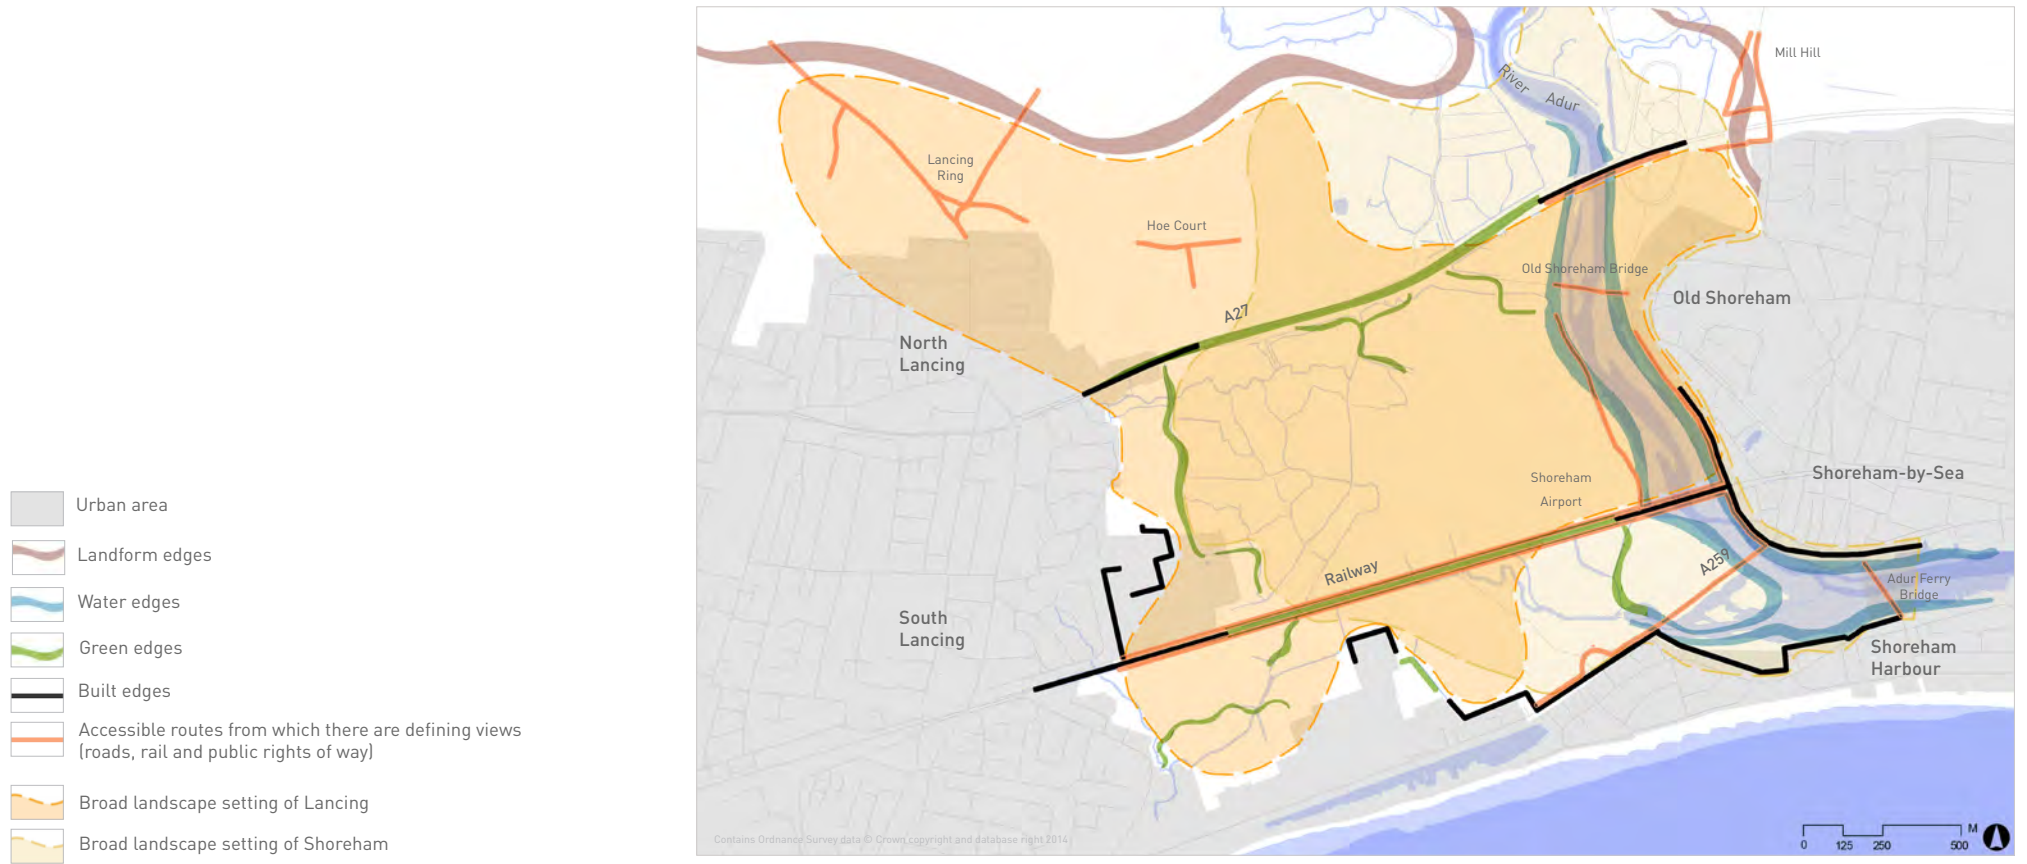 Urban area
Landform edges
Water edges
Green edges
Built edges
Accessible routes from which there are defining views
(roads, rail and public rights of way)
Broad landscape setting of Lancing
Broad landscape setting of Shoreham
Mill Hill
River Adur
Lancing
Ring
Hoe Court
Old Shoreham Bridge
Old Shoreham
A27
North
Lancing
Shoreham-by-Sea
Shoreham
Airport
Railway
A259
Adur Ferry
Bridge
South
Lancing
Shoreham
Harbour
Contains Ordnance Survey data © Crown copyright and database right 2014
M
0 125 250 500